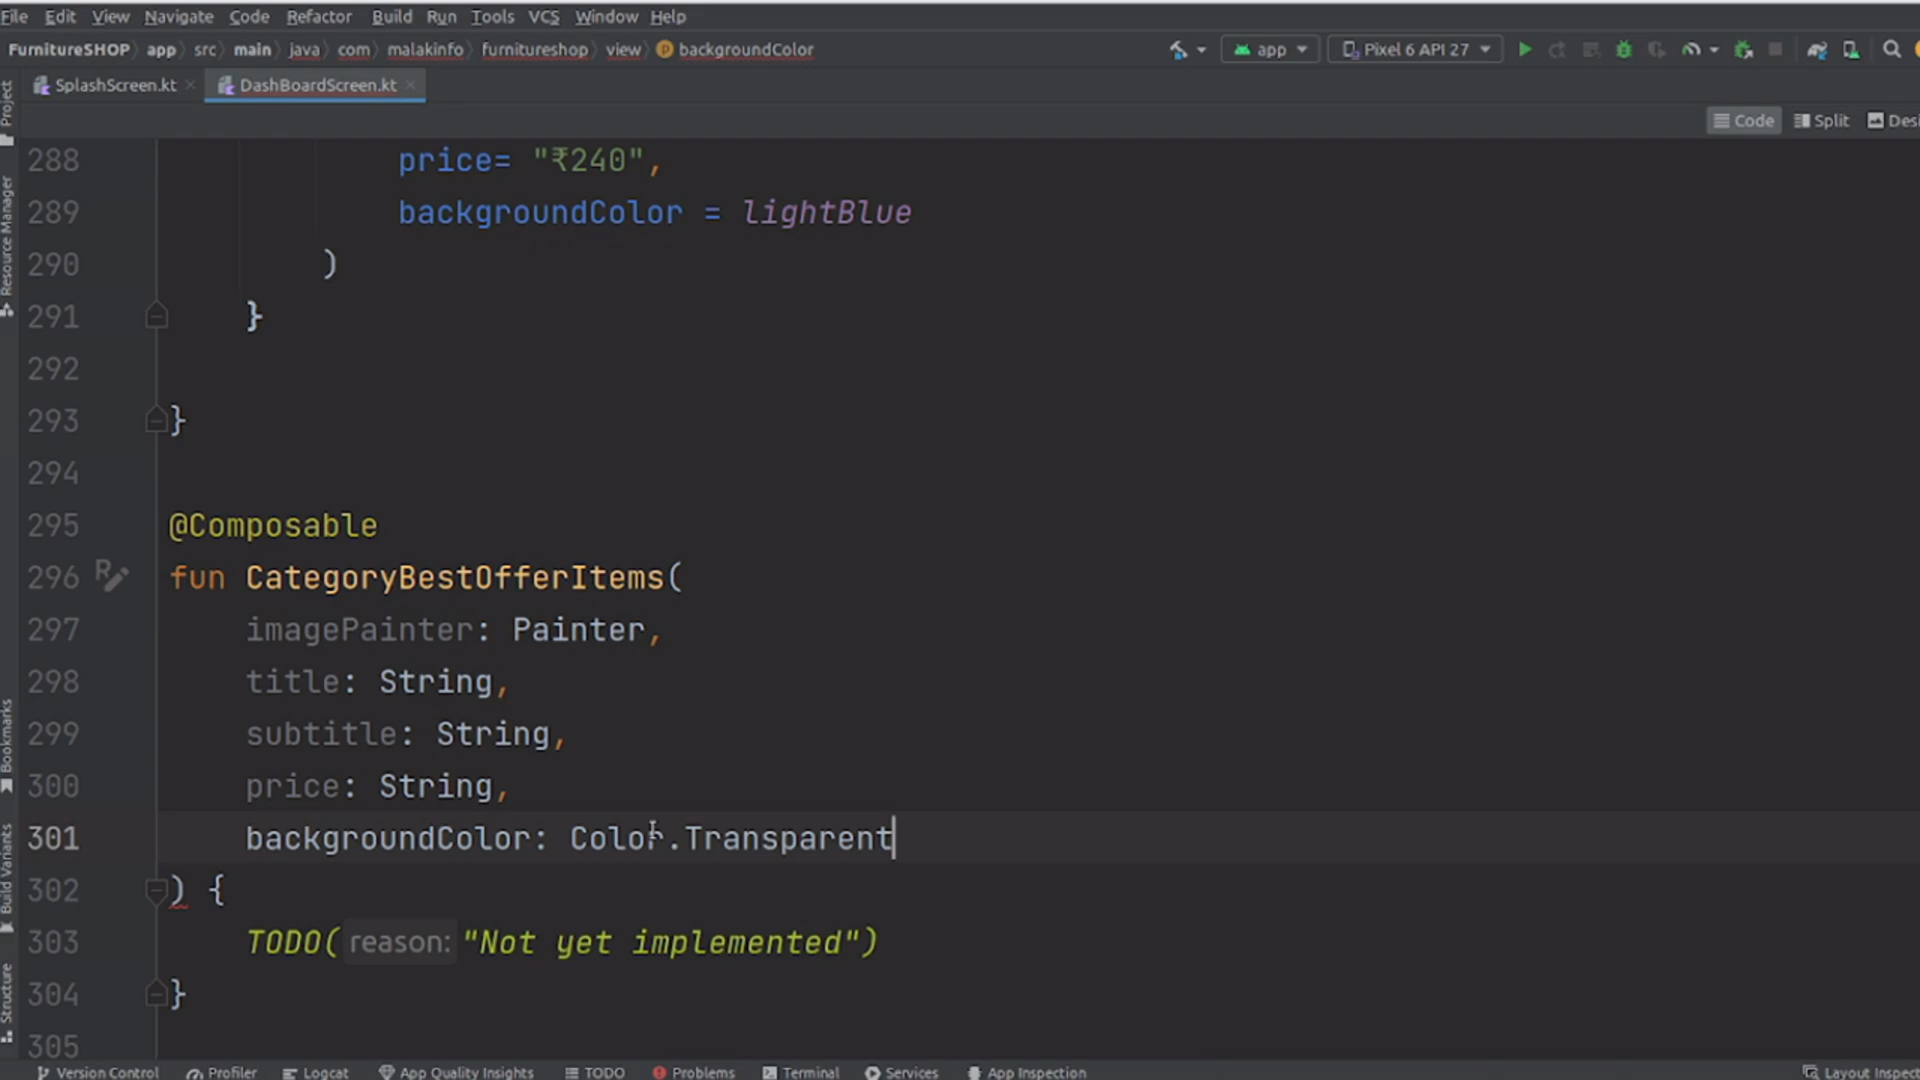 File Edit View Navigate Code Refactor Build Run Tools VCS Window Help
FurnitureSHOP app src main java com malakinfo furnitureshop view backgroundColor app Pixel 6 API 27
SplashScreen.kt DashBoardScreen.kt
Code Split Desi
Project
Resource Manager
Bookmarks
Build Variants
Structure
288 price= "₹240",
289 backgroundColor = lightBlue
290 )
291 }
292
293 }
294
295 @Composable
296 fun CategoryBestOfferItems(
297 imagePainter: Painter,
298 title: String,
299 subtitle: String,
300 price: String,
301 backgroundColor: Color.Transparent
302 ) {
303 TODO( reason: "Not yet implemented")
304 }
305
Version Control Profiler Logcat App Quality Insights TODO Problems Terminal Services App Inspection Layout Inspect